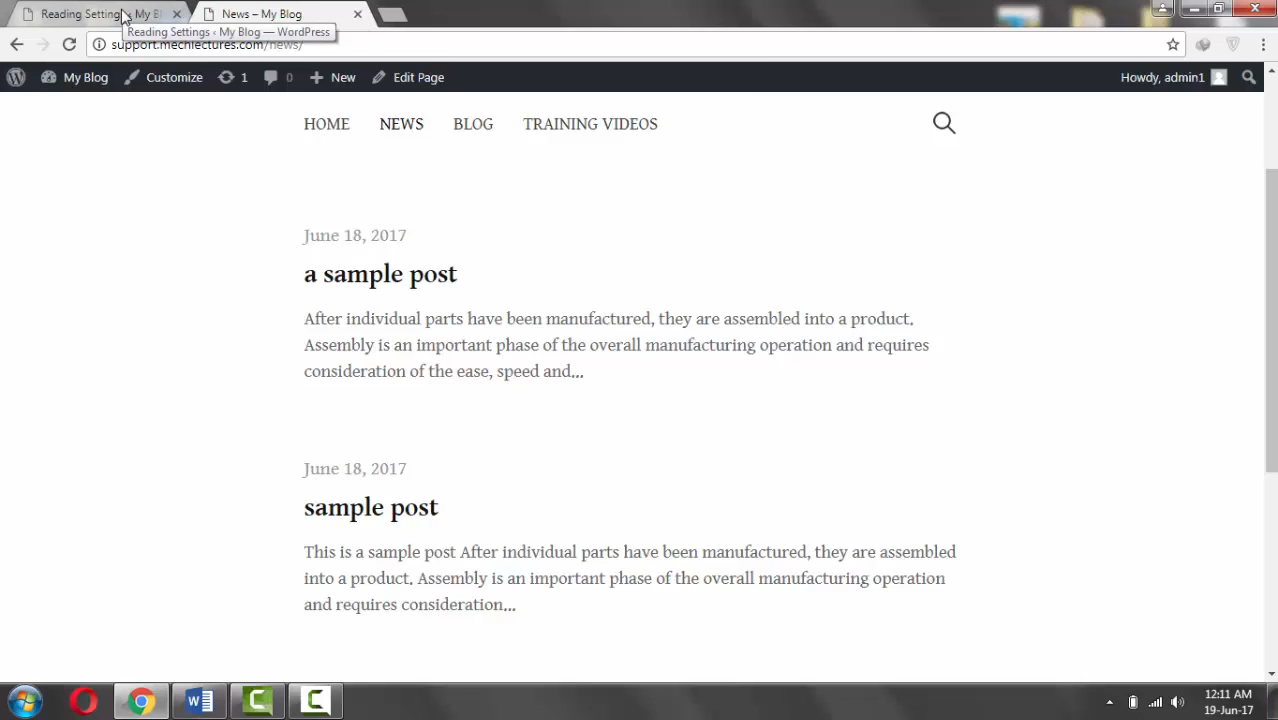 Reading Settings ‹ My Bl
News – My Blog
Reading Settings ‹ My Blog — WordPress
support.mechlectures.com/news/
My Blog
Customize
1
0
New
Edit Page
Howdy, admin1
HOME
NEWS
BLOG
TRAINING VIDEOS
June 18, 2017
a sample post
After individual parts have been manufactured, they are assembled into a product.
Assembly is an important phase of the overall manufacturing operation and requires
consideration of the ease, speed and...
June 18, 2017
sample post
This is a sample post After individual parts have been manufactured, they are assembled
into a product. Assembly is an important phase of the overall manufacturing operation
and requires consideration...
12:11 AM
19-Jun-17